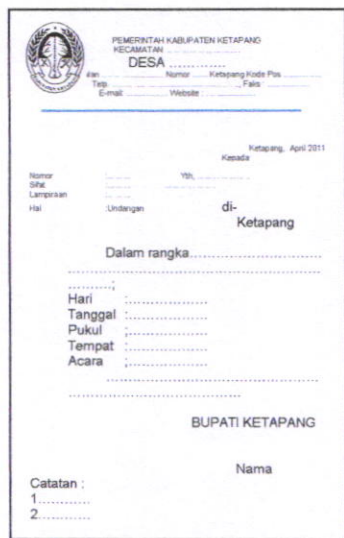 PEMERINTAH KABUPATEN KETAPANG
KECAMATAN ......................
DESA .............
Jalan ............ Nomor ...... Ketapang Kode Pos ......
Telp. ........................, Faks : ..................
E-mail: .................. Website : ..................
Ketapang, April 2011
Kepada
Nomor :......... Yth, .....................
Sifat :......... .....................
Lampiran :.........
Hal :Undangan di-
Ketapang
Dalam rangka..............................
............................................................
..........;
Hari :..................
Tanggal :..................
Pukul :..................
Tempat :..................
Acara :..................
..................................................
...................................
BUPATI KETAPANG
Nama
Catatan :
1............
2............